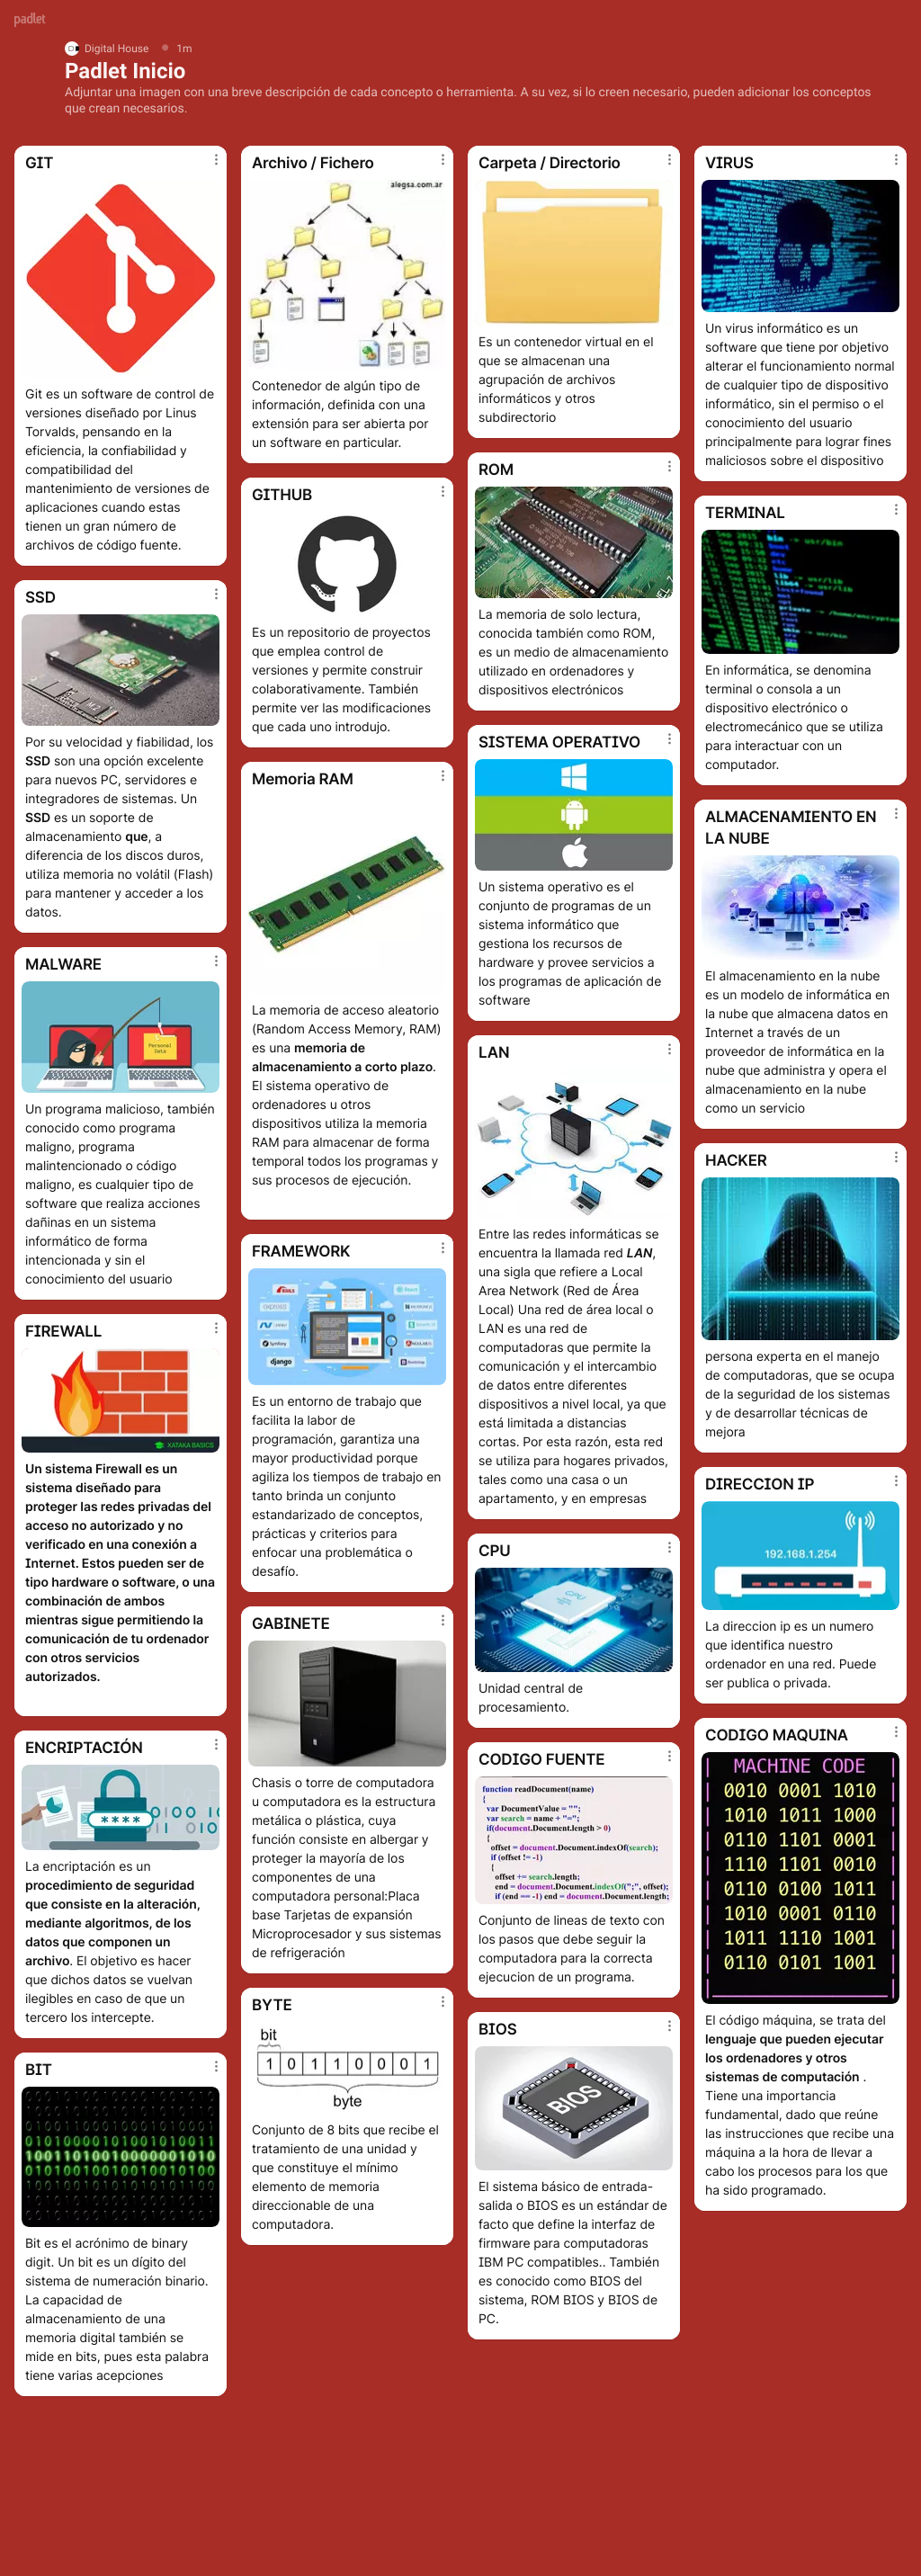 padlet
Digital House
1m
Padlet Inicio
Adjuntar una imagen con una breve descripción de cada concepto o herramienta. A su vez, si lo creen necesario, pueden adicionar los conceptos
que crean necesarios.
GIT
Git es un software de control de
versiones diseñado por Linus
Torvalds, pensando en la
eficiencia, la confiabilidad y
compatibilidad del
mantenimiento de versiones de
aplicaciones cuando estas
tienen un gran número de
archivos de código fuente.
SSD
Por su velocidad y fiabilidad, los
SSD son una opción excelente
para nuevos PC, servidores e
integradores de sistemas. Un
SSD es un soporte de
almacenamiento que, a
diferencia de los discos duros,
utiliza memoria no volátil (Flash)
para mantener y acceder a los
datos.
MALWARE
Personal
Data
Un programa malicioso, también
conocido como programa
maligno, programa
malintencionado o código
maligno, es cualquier tipo de
software que realiza acciones
dañinas en un sistema
informático de forma
intencionada y sin el
conocimiento del usuario
FIREWALL
XATAKA BASICS
Un sistema Firewall es un
sistema diseñado para
proteger las redes privadas del
acceso no autorizado y no
verificado en una conexión a
Internet. Estos pueden ser de
tipo hardware o software, o una
combinación de ambos
mientras sigue permitiendo la
comunicación de tu ordenador
con otros servicios
autorizados.
ENCRIPTACIÓN
****
La encriptación es un
procedimiento de seguridad
que consiste en la alteración,
mediante algoritmos, de los
datos que componen un
archivo. El objetivo es hacer
que dichos datos se vuelvan
ilegibles en caso de que un
tercero los intercepte.
BIT
Bit es el acrónimo de binary
digit. Un bit es un dígito del
sistema de numeración binario.
La capacidad de
almacenamiento de una
memoria digital también se
mide en bits, pues esta palabra
tiene varias acepciones
Archivo / Fichero
alegsa.com.ar
Contenedor de algún tipo de
información, definida con una
extensión para ser abierta por
un software en particular.
GITHUB
Es un repositorio de proyectos
que emplea control de
versiones y permite construir
colaborativamente. También
permite ver las modificaciones
que cada uno introdujo.
Memoria RAM
La memoria de acceso aleatorio
(Random Access Memory, RAM)
es una memoria de
almacenamiento a corto plazo.
El sistema operativo de
ordenadores u otros
dispositivos utiliza la memoria
RAM para almacenar de forma
temporal todos los programas y
sus procesos de ejecución.
FRAMEWORK
django
Es un entorno de trabajo que
facilita la labor de
programación, garantiza una
mayor productividad porque
agiliza los tiempos de trabajo en
tanto brinda un conjunto
estandarizado de conceptos,
prácticas y criterios para
enfocar una problemática o
desafío.
GABINETE
Chasis o torre de computadora
u computadora es la estructura
metálica o plástica, cuya
función consiste en albergar y
proteger la mayoría de los
componentes de una
computadora personal:Placa
base Tarjetas de expansión
Microprocesador y sus sistemas
de refrigeración
BYTE
bit
1 0 1 1 0 0 0 1
byte
Conjunto de 8 bits que recibe el
tratamiento de una unidad y
que constituye el mínimo
elemento de memoria
direccionable de una
computadora.
Carpeta / Directorio
Es un contenedor virtual en el
que se almacenan una
agrupación de archivos
informáticos y otros
subdirectorio
ROM
La memoria de solo lectura,
conocida también como ROM,
es un medio de almacenamiento
utilizado en ordenadores y
dispositivos electrónicos
SISTEMA OPERATIVO
Un sistema operativo es el
conjunto de programas de un
sistema informático que
gestiona los recursos de
hardware y provee servicios a
los programas de aplicación de
software
LAN
Entre las redes informáticas se
encuentra la llamada red LAN,
una sigla que refiere a Local
Area Network (Red de Área
Local) Una red de área local o
LAN es una red de
computadoras que permite la
comunicación y el intercambio
de datos entre diferentes
dispositivos a nivel local, ya que
está limitada a distancias
cortas. Por esta razón, esta red
se utiliza para hogares privados,
tales como una casa o un
apartamento, y en empresas
CPU
CPU
Unidad central de
procesamiento.
CODIGO FUENTE
function readDocument(name)
{
var DocumentValue = "";
var search = name + "=";
if(document.Document.length > 0)
{
offset = document.Document.indexOf(search);
if (offset != -1)
{
offset += search.length;
end = document.Document.indexOf(";", offset);
if (end == -1) end = document.Document.length;
Conjunto de lineas de texto con
los pasos que debe seguir la
computadora para la correcta
ejecucion de un programa.
BIOS
BIOS
El sistema básico de entrada-
salida o BIOS es un estándar de
facto que define la interfaz de
firmware para computadoras
IBM PC compatibles.. También
es conocido como BIOS del
sistema, ROM BIOS y BIOS de
PC.
VIRUS
Un virus informático es un
software que tiene por objetivo
alterar el funcionamiento normal
de cualquier tipo de dispositivo
informático, sin el permiso o el
conocimiento del usuario
principalmente para lograr fines
maliciosos sobre el dispositivo
TERMINAL
En informática, se denomina
terminal o consola a un
dispositivo electrónico o
electromecánico que se utiliza
para interactuar con un
computador.
ALMACENAMIENTO EN
LA NUBE
El almacenamiento en la nube
es un modelo de informática en
la nube que almacena datos en
Internet a través de un
proveedor de informática en la
nube que administra y opera el
almacenamiento en la nube
como un servicio
HACKER
persona experta en el manejo
de computadoras, que se ocupa
de la seguridad de los sistemas
y de desarrollar técnicas de
mejora
DIRECCION IP
192.168.1.254
La direccion ip es un numero
que identifica nuestro
ordenador en una red. Puede
ser publica o privada.
CODIGO MAQUINA
MACHINE CODE
0010 0001 1010
1010 1011 1000
0110 1101 0001
1110 1101 0010
0110 0100 1011
1010 0001 0110
1011 1110 1001
0110 0101 1001
El código máquina, se trata del
lenguaje que pueden ejecutar
los ordenadores y otros
sistemas de computación .
Tiene una importancia
fundamental, dado que reúne
las instrucciones que recibe una
máquina a la hora de llevar a
cabo los procesos para los que
ha sido programado.